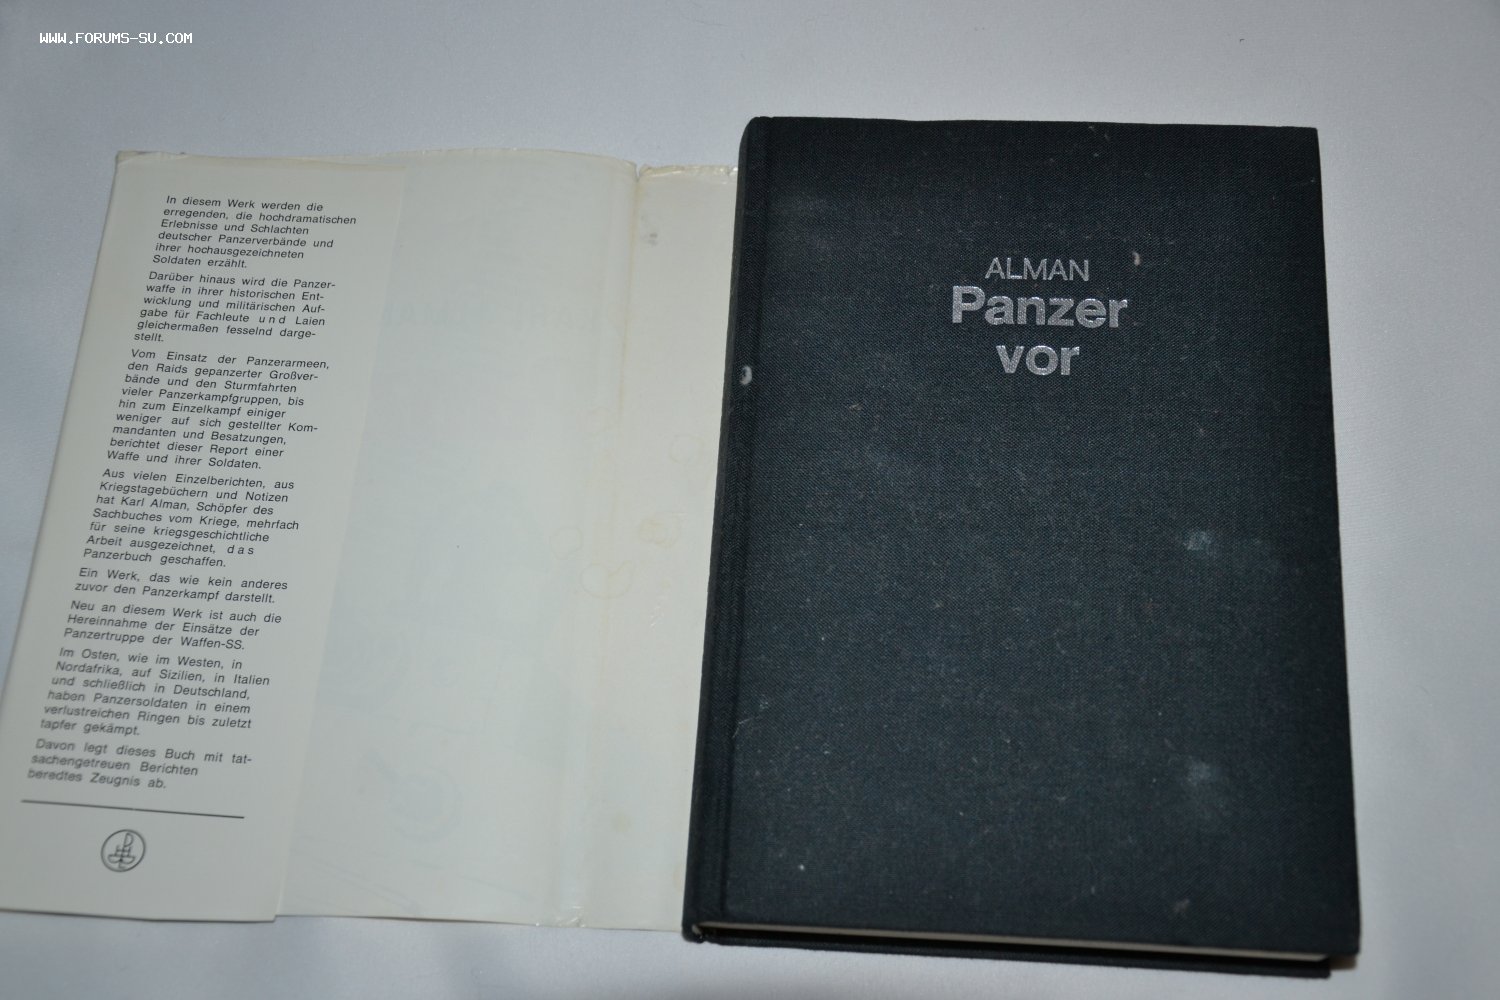 WWW.FORUMS-SU.COM
In diesem Werk werden die
erregenden, die hochdramatischen
Erlebnisse und Schlachten
deutscher Panzerverbände und
ihrer hochausgezeichneten
Soldaten erzählt.
Darüber hinaus wird die Panzer-
waffe in ihrer historischen Ent-
wicklung und militärischen Auf-
gabe für Fachleute und Laien
gleichermaßen fesselnd darge-
stellt.
Vom Einsatz der Panzerarmeen,
den Raids gepanzerter Großver-
bände und den Sturmfahrten
vieler Panzerkampfgruppen, bis
hin zum Einzelkampf einiger
weniger auf sich gestellter Kom-
mandanten und Besatzungen,
berichtet dieser Report einer
Waffe und ihrer Soldaten.
Aus vielen Einzelberichten, aus
Kriegstagebüchern und Notizen
hat Karl Alman, Schöpfer des
Sachbuches vom Kriege, mehrfach
für seine kriegsgeschichtliche
Arbeit ausgezeichnet, das
Panzerbuch geschaffen.
Ein Werk, das wie kein anderes
zuvor den Panzerkampf darstellt.
Neu an diesem Werk ist auch die
Hereinnahme der Einsätze der
Panzertruppe der Waffen-SS.
Im Osten, wie im Westen, in
Nordafrika, auf Sizilien, in Italien
und schließlich in Deutschland,
haben Panzersoldaten in einem
verlustreichen Ringen bis zuletzt
tapfer gekämpt.
Davon legt dieses Buch mit tat-
sachengetreuen Berichten
beredtes Zeugnis ab.
ALMAN
Panzer
vor